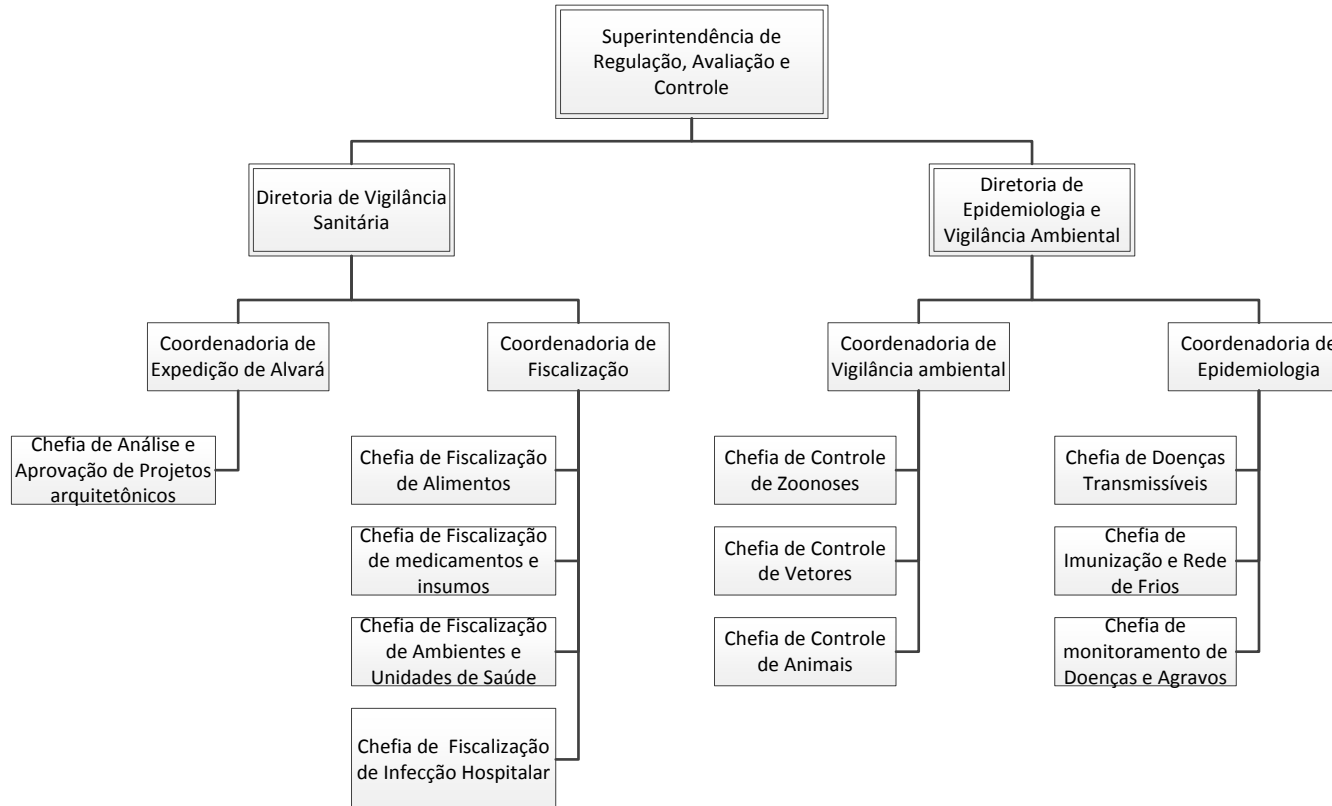 Superintendência de
Regulação, Avaliação e
Controle
Diretoria de Vigilância
Sanitária
Diretoria de
Epidemiologia e
Vigilância Ambiental
Coordenadoria de
Expedição de Alvará
Coordenadoria de
Fiscalização
Coordenadoria de
Vigilância ambiental
Coordenadoria de
Epidemiologia
Chefia de Análise e
Aprovação de Projetos
arquitetônicos
Chefia de Fiscalização
de Alimentos
Chefia de Controle
de Zoonoses
Chefia de Doenças
Transmissíveis
Chefia de Fiscalização
de medicamentos e
insumos
Chefia de Controle
de Vetores
Chefia de
Imunização e Rede
de Frios
Chefia de Fiscalização
de Ambientes e
Unidades de Saúde
Chefia de Controle
de Animais
Chefia de
monitoramento de
Doenças e Agravos
Chefia de  Fiscalização
de Infecção Hospitalar